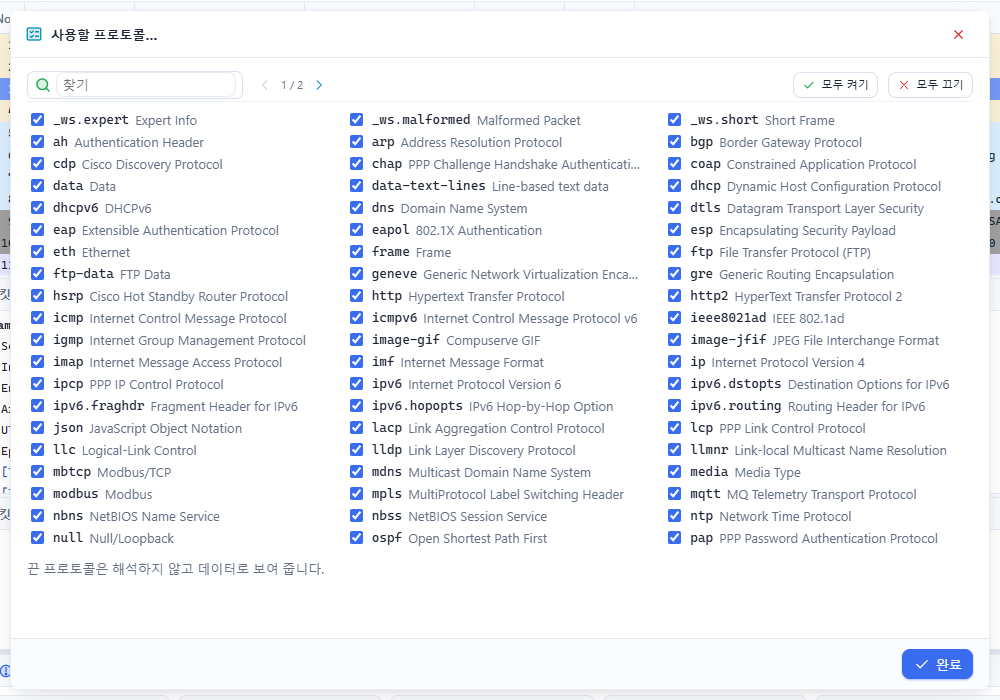 사용할 프로토콜...
찾기
1 / 2
모두 켜기
모두 끄기
_ws.expert Expert Info
_ws.malformed Malformed Packet
_ws.short Short Frame
ah Authentication Header
arp Address Resolution Protocol
bgp Border Gateway Protocol
cdp Cisco Discovery Protocol
chap PPP Challenge Handshake Authenticati...
coap Constrained Application Protocol
data Data
data-text-lines Line-based text data
dhcp Dynamic Host Configuration Protocol
dhcpv6 DHCPv6
dns Domain Name System
dtls Datagram Transport Layer Security
eap Extensible Authentication Protocol
eapol 802.1X Authentication
esp Encapsulating Security Payload
eth Ethernet
frame Frame
ftp File Transfer Protocol (FTP)
ftp-data FTP Data
geneve Generic Network Virtualization Enca...
gre Generic Routing Encapsulation
hsrp Cisco Hot Standby Router Protocol
http Hypertext Transfer Protocol
http2 HyperText Transfer Protocol 2
icmp Internet Control Message Protocol
icmpv6 Internet Control Message Protocol v6
ieee8021ad IEEE 802.1ad
igmp Internet Group Management Protocol
image-gif Compuserve GIF
image-jfif JPEG File Interchange Format
imap Internet Message Access Protocol
imf Internet Message Format
ip Internet Protocol Version 4
ipcp PPP IP Control Protocol
ipv6 Internet Protocol Version 6
ipv6.dstopts Destination Options for IPv6
ipv6.fraghdr Fragment Header for IPv6
ipv6.hopopts IPv6 Hop-by-Hop Option
ipv6.routing Routing Header for IPv6
json JavaScript Object Notation
lacp Link Aggregation Control Protocol
lcp PPP Link Control Protocol
llc Logical-Link Control
lldp Link Layer Discovery Protocol
llmnr Link-local Multicast Name Resolution
mbtcp Modbus/TCP
mdns Multicast Domain Name System
media Media Type
modbus Modbus
mpls MultiProtocol Label Switching Header
mqtt MQ Telemetry Transport Protocol
nbns NetBIOS Name Service
nbss NetBIOS Session Service
ntp Network Time Protocol
null Null/Loopback
ospf Open Shortest Path First
pap PPP Password Authentication Protocol
끈 프로토콜은 해석하지 않고 데이터로 보여 줍니다.
완료